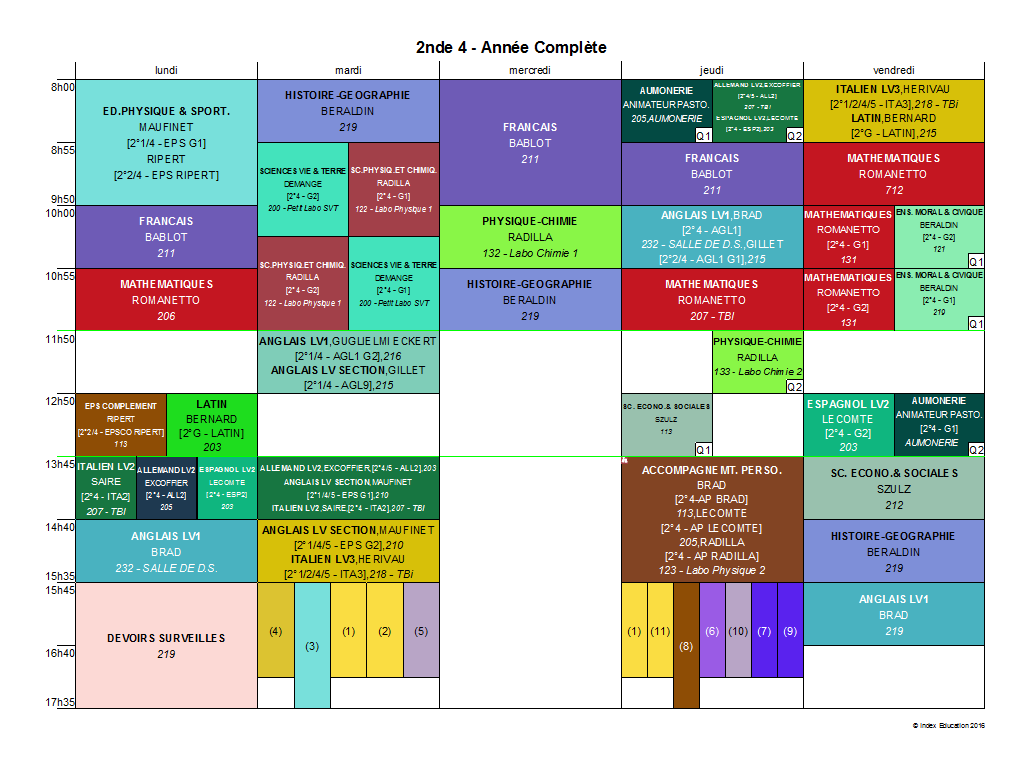 2nde 4 - Année Complète
lundi
mardi
mercredi
jeudi
vendredi
8h00
8h55
9h50
10h00
10h55
11h50
12h50
13h45
14h40
15h35
15h45
16h40
17h35
ED.PHYSIQUE & SPORT.
MAUFINET
[2°1/4 - EPS G1]
RIPERT
[2°2/4 - EPS RIPERT]
FRANCAIS
BABLOT
211
MATHEMATIQUES
ROMANETTO
206
EPS COMPLEMENT
RIPERT
[2°2/4 - EPSCO RIPERT]
113
LATIN
BERNARD
[2°G - LATIN]
203
ITALIEN LV2
SAIRE
[2°4 - ITA2]
207 - TBI
ALLEMAND LV2
EXCOFFIER
[2°4 - ALL2]
205
ESPAGNOL LV2
LECOMTE
[2°4 - ESP2]
203
ANGLAIS LV1
BRAD
232 - SALLE DE D.S.
DEVOIRS SURVEILLES
219
HISTOIRE-GEOGRAPHIE
BERALDIN
219
SCIENCES VIE & TERRE
DEMANGE
[2°4 - G2]
200 - Petit Labo SVT
SC.PHYSIQ.ET CHIMIQ.
RADILLA
[2°4 - G1]
122 - Labo Physique 1
SC.PHYSIQ.ET CHIMIQ.
RADILLA
[2°4 - G2]
122 - Labo Physique 1
SCIENCES VIE & TERRE
DEMANGE
[2°4 - G1]
200 - Petit Labo SVT
ANGLAIS LV1,GUGLIELMI ECKERT
[2°1/4 - AGL1 G2],216
ANGLAIS LV SECTION,GILLET
[2°1/4 - AGL9],215
ALLEMAND LV2,EXCOFFIER,[2°4/5 - ALL2],203
ANGLAIS LV SECTION,MAUFINET
[2°1/4/5 - EPS G1],210
ITALIEN LV2,SAIRE,[2°4 - ITA2],207 - TBI
ANGLAIS LV SECTION,MAUFINET
[2°1/4/5 - EPS G2],210
ITALIEN LV3,HERIVAU
[2°1/2/4/5 - ITA3],218 - TBi
(4)
(3)
(1)
(2)
(5)
FRANCAIS
BABLOT
211
PHYSIQUE-CHIMIE
RADILLA
132 - Labo Chimie 1
HISTOIRE-GEOGRAPHIE
BERALDIN
219
AUMONERIE
ANIMATEUR PASTO.
205,AUMONERIE
Q1
ALLEMAND LV2,EXCOFFIER
[2°4/5 - ALL2]
207 - TBI
ESPAGNOL LV2,LECOMTE
[2°4 - ESP2],203
Q2
FRANCAIS
BABLOT
211
ANGLAIS LV1,BRAD
[2°4 - AGL1]
232 - SALLE DE D.S.,GILLET
[2°2/4 - AGL1 G1],215
MATHEMATIQUES
ROMANETTO
207 - TBI
PHYSIQUE-CHIMIE
RADILLA
133 - Labo Chimie 2
Q2
SC. ECONO.& SOCIALES
SZULZ
113
Q1
ACCOMPAGNEMT. PERSO.
BRAD
[2°4-AP BRAD]
113,LECOMTE
[2°4 - AP LECOMTE]
205,RADILLA
[2°4 - AP RADILLA]
123 - Labo Physique 2
(1)
(11)
(8)
(6)
(10)
(7)
(9)
ITALIEN LV3,HERIVAU
[2°1/2/4/5 - ITA3],218 - TBi
LATIN,BERNARD
[2°G - LATIN],215
MATHEMATIQUES
ROMANETTO
712
MATHEMATIQUES
ROMANETTO
[2°4 - G1]
131
ENS. MORAL & CIVIQUE
BERALDIN
[2°4 - G2]
121
Q1
MATHEMATIQUES
ROMANETTO
[2°4 - G2]
131
ENS. MORAL & CIVIQUE
BERALDIN
[2°4 - G1]
219
Q1
ESPAGNOL LV2
LECOMTE
[2°4 - G2]
203
AUMONERIE
ANIMATEUR PASTO.
[2°4 - G1]
AUMONERIE
Q2
SC. ECONO.& SOCIALES
SZULZ
212
HISTOIRE-GEOGRAPHIE
BERALDIN
219
ANGLAIS LV1
BRAD
219
© Index Education 2016